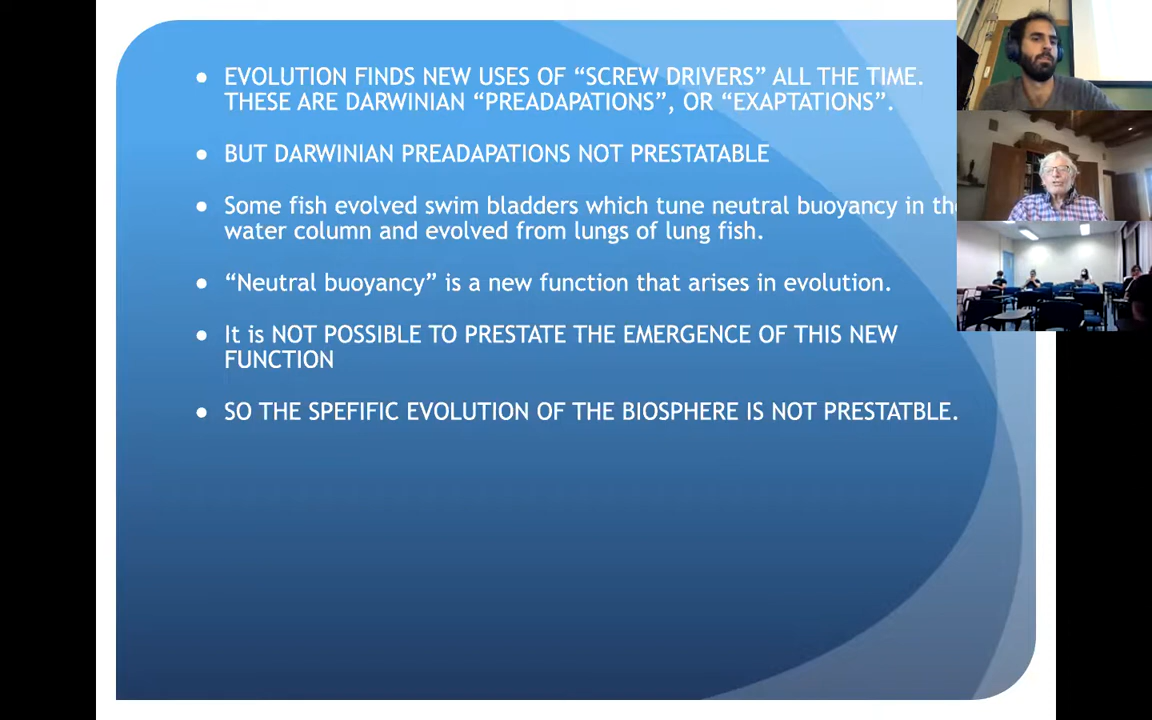 ● EVOLUTION FINDS NEW USES OF “SCREW DRIVERS” ALL THE TIME.
THESE ARE DARWINIAN “PREADAPATIONS”, OR “EXAPTATIONS”.
● BUT DARWINIAN PREADAPATIONS NOT PRESTATABLE
● Some fish evolved swim bladders which tune neutral buoyancy in the
water column and evolved from lungs of lung fish.
● “Neutral buoyancy” is a new function that arises in evolution.
● It is NOT POSSIBLE TO PRESTATE THE EMERGENCE OF THIS NEW
FUNCTION
● SO THE SPEFIFIC EVOLUTION OF THE BIOSPHERE IS NOT PRESTATBLE.